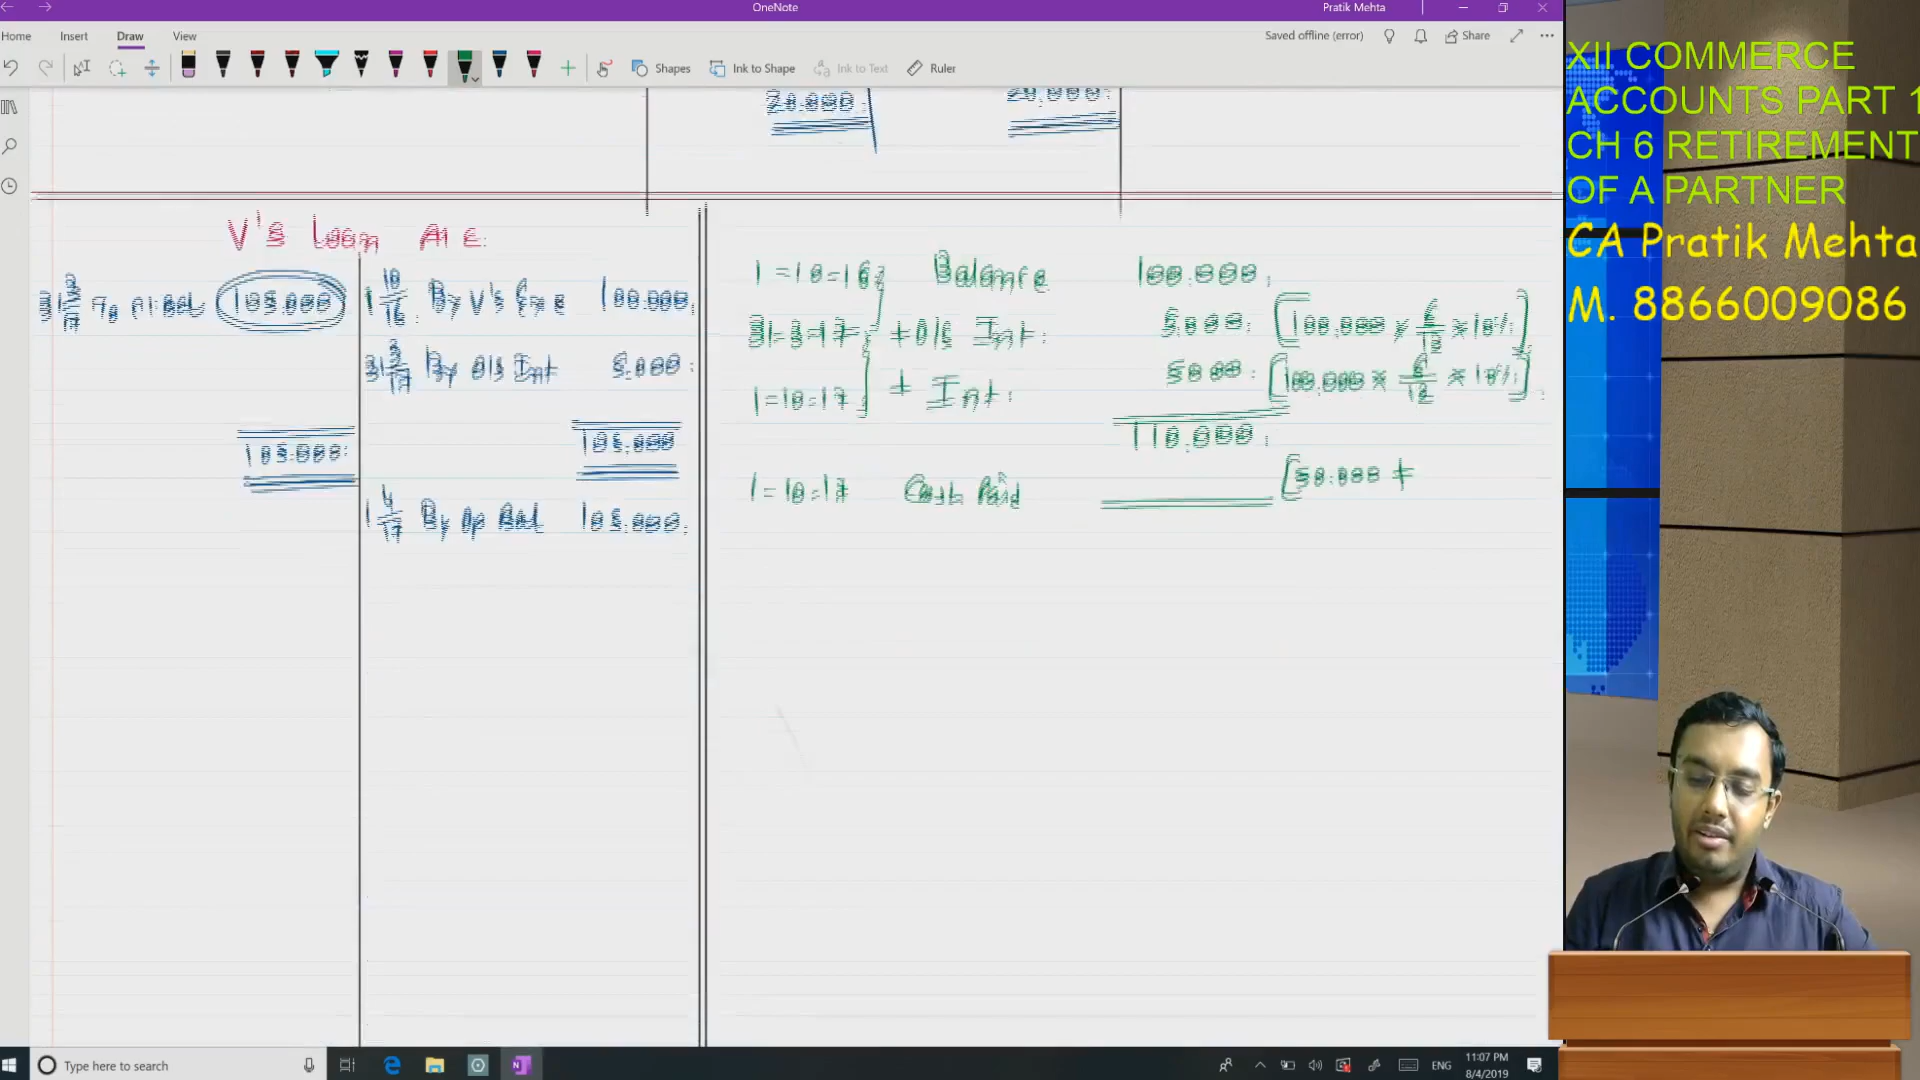 OneNote
Pratik Mehta
Home Insert Draw View
Saved offline (error) Share
Shapes Ink to Shape Ink to Text Ruler
20.000 20,000
V's Loan A/c
31 3/17 To cl. Bal 105.000
1 10/16 By V's 100.000
31 3/17 By O/s Int 5.000
105.000 105.000
1 4/17 By Op Bal 105.000
1=10=16 Balance 100.000
31-3-17 + O/s Int. 5.000 [100.000 × 6/12 × 10%]
1=10=17 + Int. 5000 [100.000 × 6/12 × 10%]
110.000
1=10=17 Cash Paid [50.000 +
XII COMMERCE
ACCOUNTS PART 1
CH 6 RETIREMENT
OF A PARTNER
CA Pratik Mehta
M. 8866009086
Type here to search
ENG
11:07 PM
8/4/2019